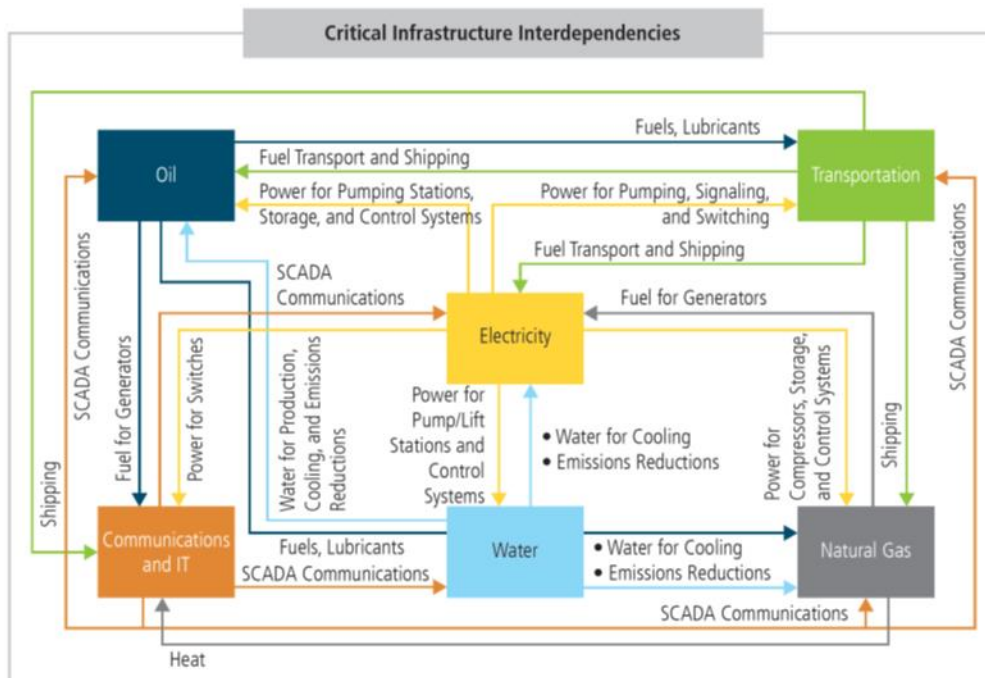 Critical Infrastructure Interdependencies
Oil
Fuels, Lubricants
Transportation
Fuel Transport and Shipping
Power for Pumping Stations,
Storage, and Control Systems
Power for Pumping, Signaling,
and Switching
Fuel Transport and Shipping
SCADA
Communications
Fuel for Generators
Electricity
SCADA Communications
Fuel for Generators
Power for Switches
Water for Production,
Cooling, and Emissions
Reductions
Power for
Pump/Lift
Stations and
Control
Systems
• Water for Cooling
• Emissions Reductions
Power for
Compressors, Storage,
and Control Systems
Shipping
SCADA Communications
Shipping
Communications
and IT
Fuels, Lubricants
SCADA Communications
Water
• Water for Cooling
• Emissions Reductions
Natural Gas
SCADA Communications
Heat